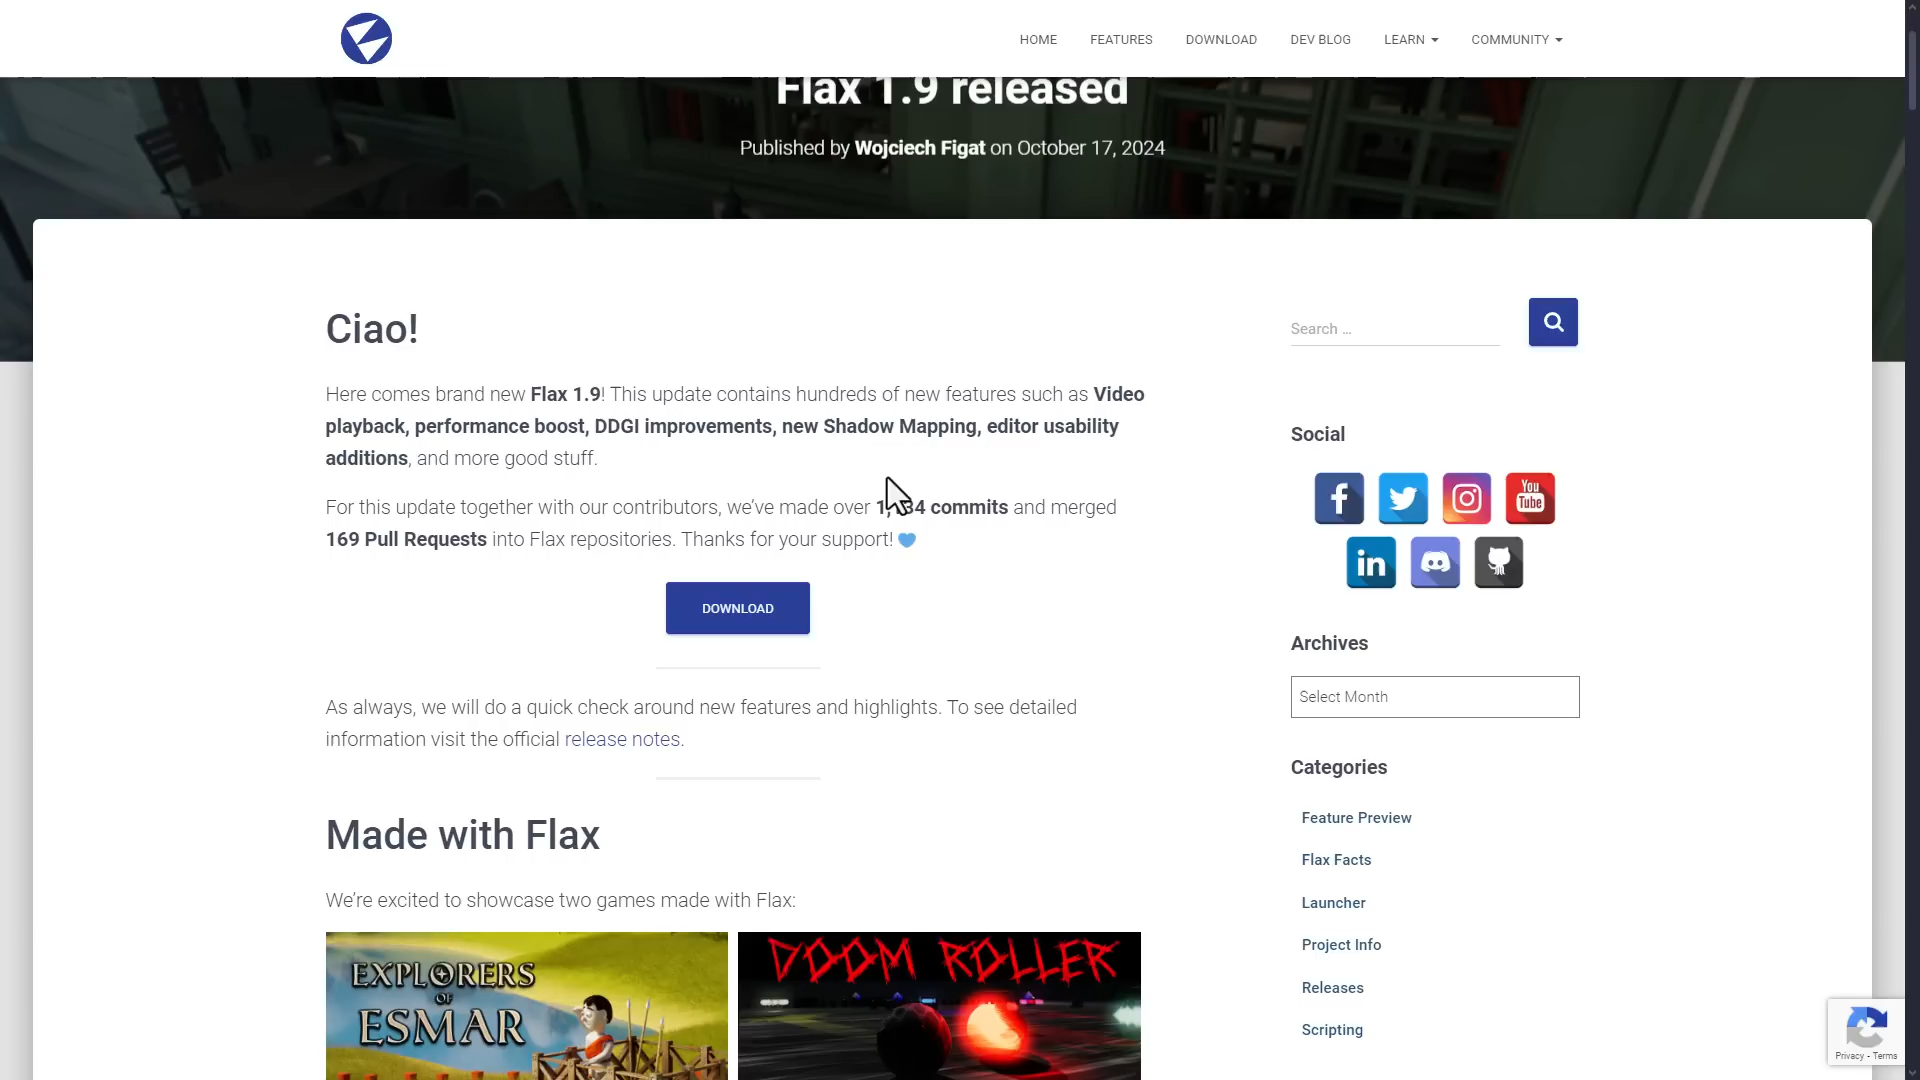 HOME FEATURES DOWNLOAD DEV BLOG LEARN COMMUNITY
Flax 1.9 released
Published by Wojciech Figat on October 17, 2024
Ciao!
Here comes brand new Flax 1.9! This update contains hundreds of new features such as Video
playback, performance boost, DDGI improvements, new Shadow Mapping, editor usability
additions, and more good stuff.
For this update together with our contributors, we’ve made over commits and merged
169 Pull Requests into Flax repositories. Thanks for your support!
DOWNLOAD
As always, we will do a quick check around new features and highlights. To see detailed
information visit the official release notes.
Made with Flax
We’re excited to showcase two games made with Flax:
EXPLORERS
OF
ESMAR
DOOM ROLLER
Search …
Social
You
Tube
in
Archives
Select Month
Categories
Feature Preview
Flax Facts
Launcher
Project Info
Releases
Scripting
Privacy - Terms